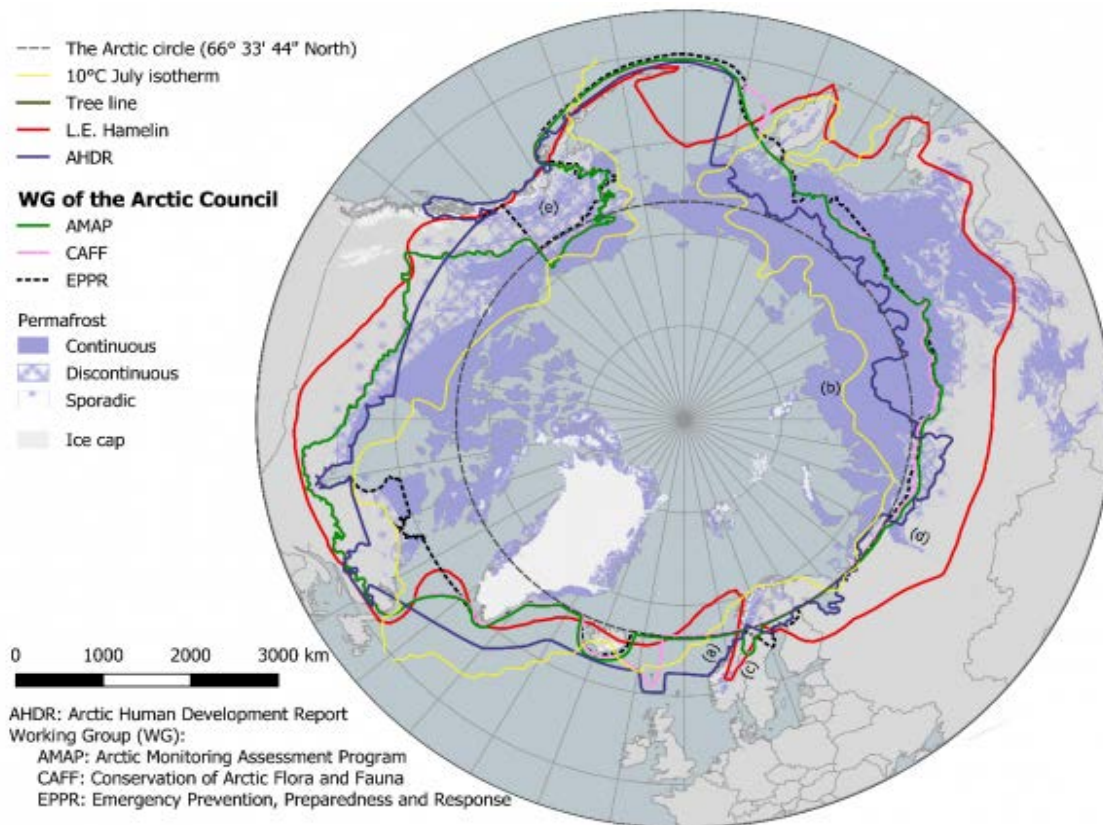 The Arctic circle (66° 33' 44" North)
10°C July isotherm
Tree line
L.E. Hamelin
AHDR
WG of the Arctic Council
AMAP
CAFF
EPPR
Permafrost
Continuous
Discontinuous
Sporadic
Ice cap
(e)
(b)
(d)
(a)
(c)
0 1000 2000 3000 km
AHDR: Arctic Human Development Report
Working Group (WG):
AMAP: Arctic Monitoring Assessment Program
CAFF: Conservation of Arctic Flora and Fauna
EPPR: Emergency Prevention, Preparedness and Response